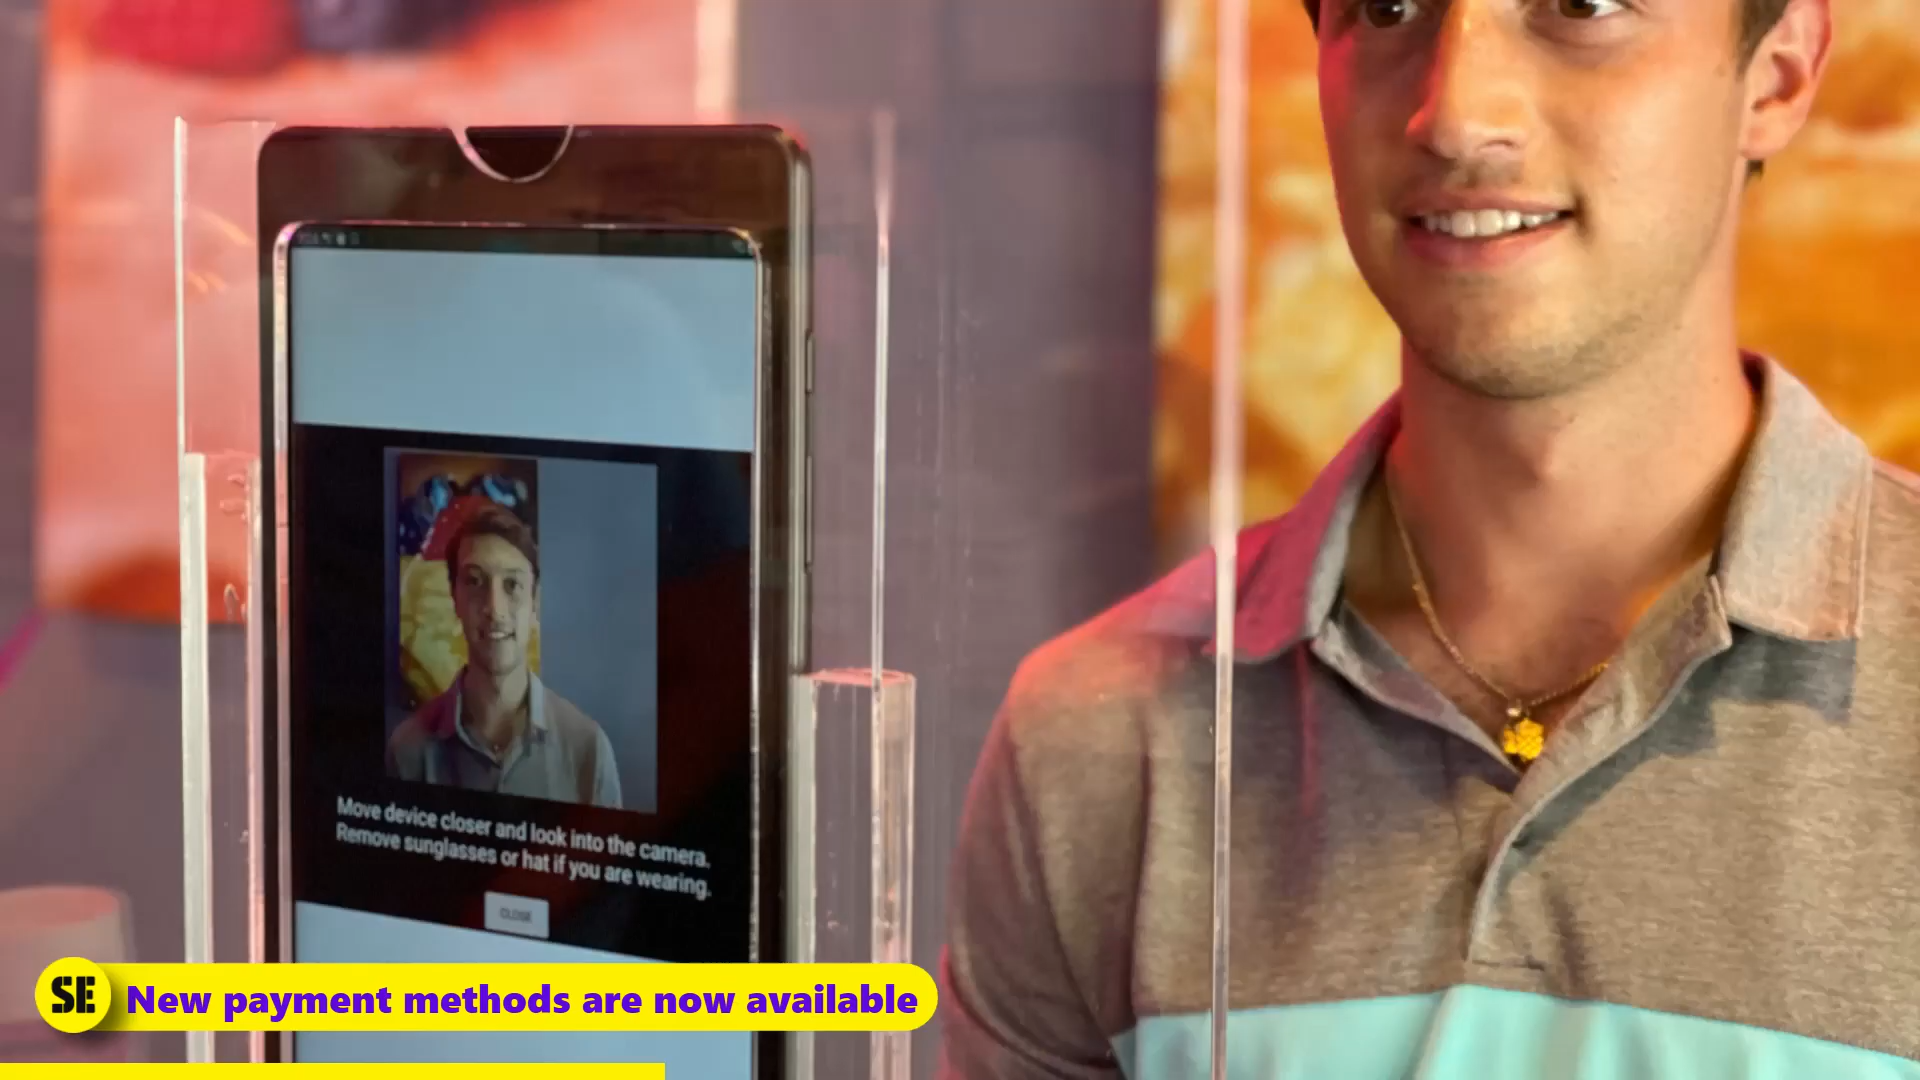 Move device closer and look into the camera.
Remove sunglasses or hat if you are wearing.
CLOSE
SE
New payment methods are now available